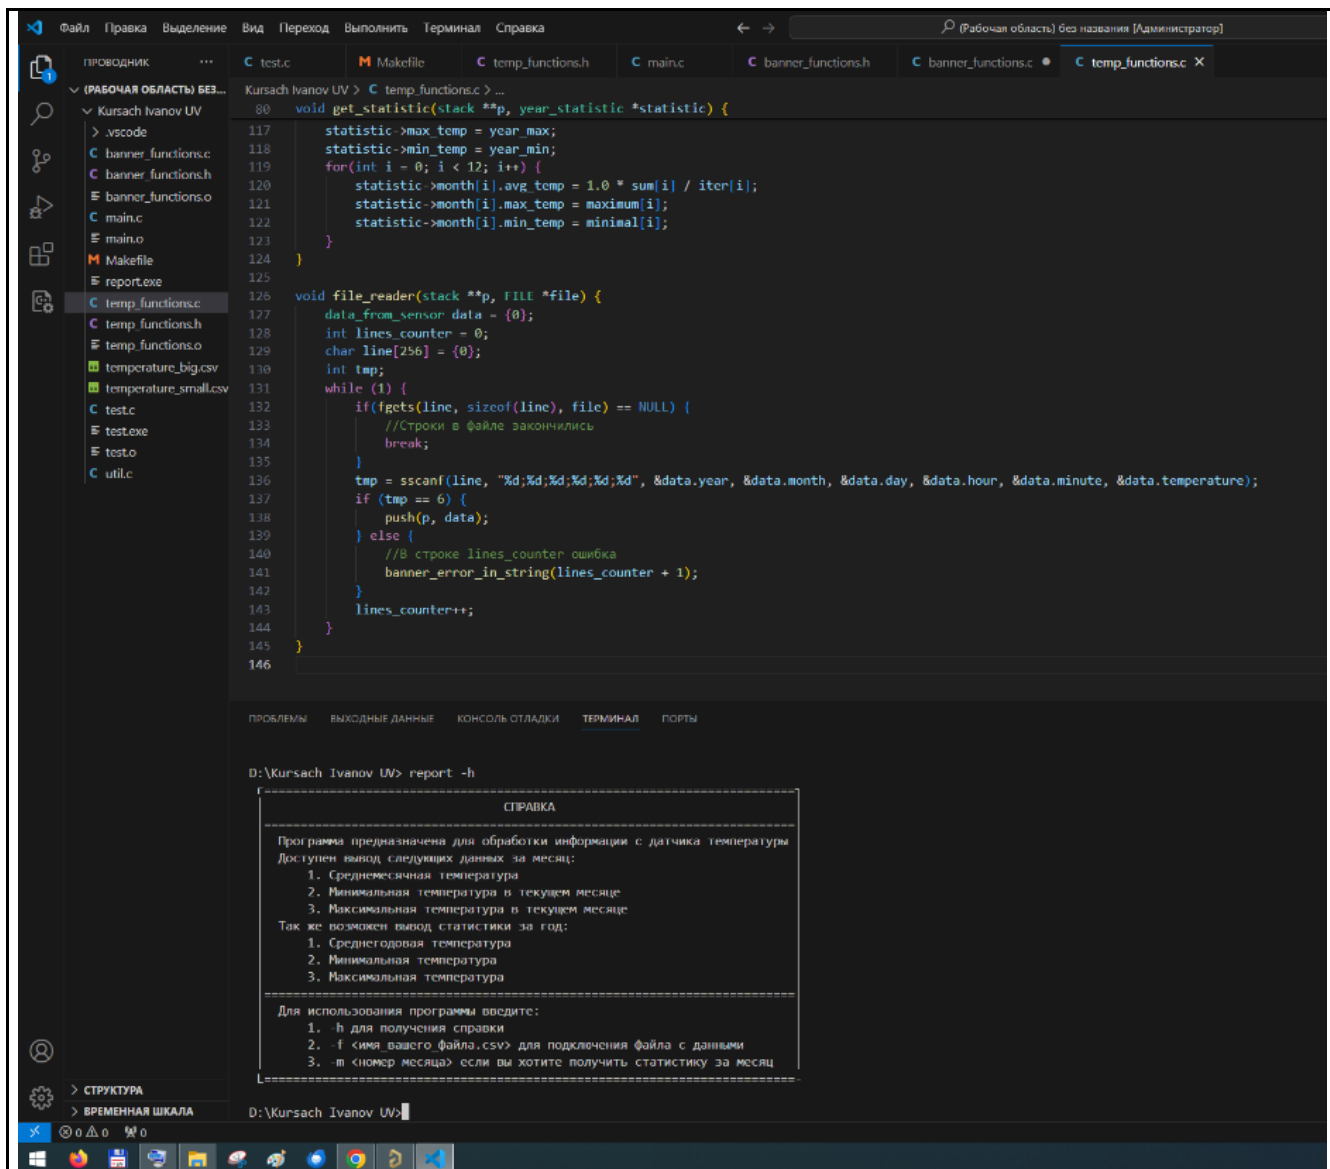 Файл Правка Выделение Вид Переход Выполнить Терминал Справка
(Рабочая область) без названия [Администратор]
ПРОВОДНИК ···
C test.c M Makefile C temp_functions.h C main.c C banner_functions.h C banner_functions.c ● C temp_functions.c ×
(РАБОЧАЯ ОБЛАСТЬ) БЕЗ...
Kursach Ivanov UV
.vscode
C banner_functions.c
C banner_functions.h
banner_functions.o
C main.c
main.o
M Makefile
report.exe
C temp_functions.c
C temp_functions.h
temp_functions.o
temperature_big.csv
temperature_small.csv
C test.c
test.exe
test.o
C util.c
СТРУКТУРА
ВРЕМЕННАЯ ШКАЛА
Kursach Ivanov UV > C temp_functions.c > ...
80 void get_statistic(stack **p, year_statistic *statistic) {
117 statistic->max_temp = year_max;
118 statistic->min_temp = year_min;
119 for(int i = 0; i < 12; i++) {
120 statistic->month[i].avg_temp = 1.0 * sum[i] / iter[i];
121 statistic->month[i].max_temp = maximum[i];
122 statistic->month[i].min_temp = minimal[i];
123 }
124 }
125
126 void file_reader(stack **p, FILE *file) {
127 data_from_sensor data = {0};
128 int lines_counter = 0;
129 char line[256] = {0};
130 int tmp;
131 while (1) {
132 if(fgets(line, sizeof(line), file) == NULL) {
133 //Строки в файле закончились
134 break;
135 }
136 tmp = sscanf(line, "%d;%d;%d;%d;%d;%d", &data.year, &data.month, &data.day, &data.hour, &data.minute, &data.temperature);
137 if (tmp == 6) {
138 push(p, data);
139 } else {
140 //В строке lines_counter ошибка
141 banner_error_in_string(lines_counter + 1);
142 }
143 lines_counter++;
144 }
145 }
146
ПРОБЛЕМЫ ВЫХОДНЫЕ ДАННЫЕ КОНСОЛЬ ОТЛАДКИ ТЕРМИНАЛ ПОРТЫ
D:\Kursach Ivanov UV> report -h
СПРАВКА
Программа предназначена для обработки информации с датчика температуры
Доступен вывод следующих данных за месяц:
1. Среднемесячная температура
2. Минимальная температура в текущем месяце
3. Максимальная температура в текущем месяце
Так же возможен вывод статистики за год:
1. Среднегодовая температура
2. Минимальная температура
3. Максимальная температура
Для использования программы введите:
1. -h для получения справки
2. -f <имя_вашего_файла.csv> для подключения файла с данными
3. -m <номер месяца> если вы хотите получить статистику за месяц
D:\Kursach Ivanov UV>
0 0 0